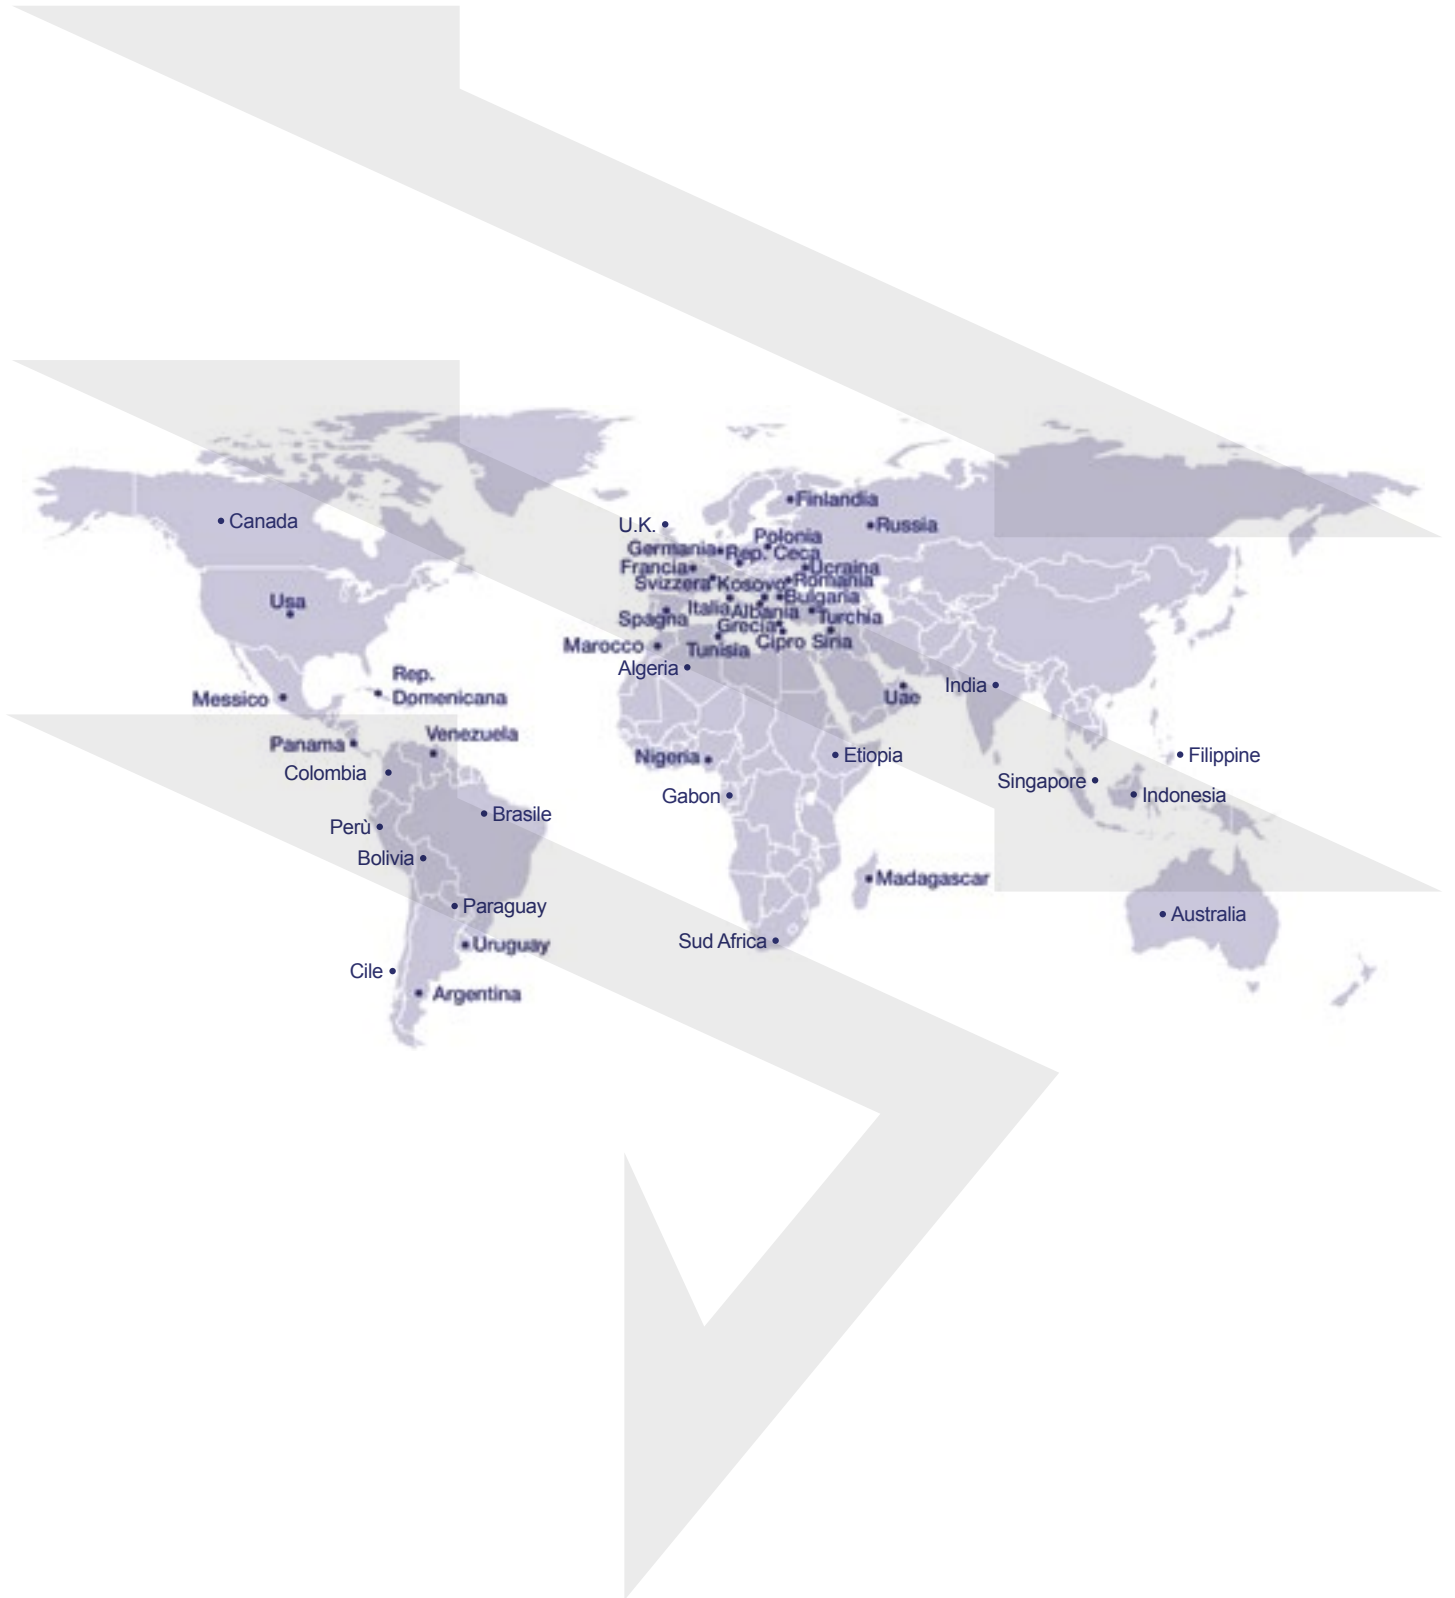 Finlandia
Canada
U.K.
Russia
Polonia
Germania
Rep. Ceca
Francia
Ucraina
Svizzera
Kosovo
Romania
Usa
Bulgaria
Italia
Albania
Spagna
Grecia
Turchia
Cipro
Siria
Marocco
Tunisia
Algeria
Rep.
Domenicana
Messico
Uae
India
Venezuela
Panama
Colombia
Nigeria
Etiopia
Filippine
Singapore
Gabon
Indonesia
Brasile
Perù
Bolivia
Madagascar
Paraguay
Australia
Uruguay
Sud Africa
Cile
Argentina